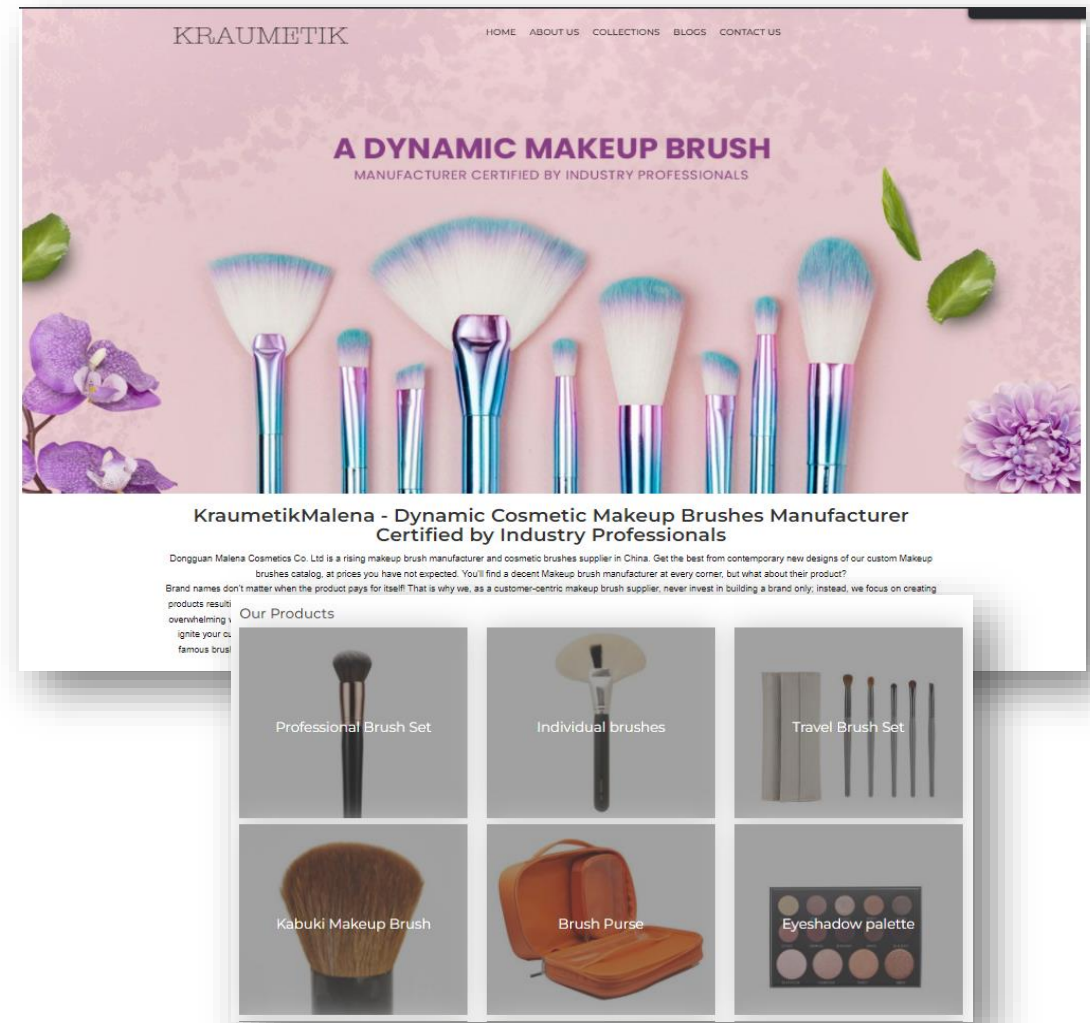 KRAUMETIK
HOME ABOUT US COLLECTIONS BLOGS CONTACT US
A DYNAMIC MAKEUP BRUSH
MANUFACTURER CERTIFIED BY INDUSTRY PROFESSIONALS
KraumetikMalena - Dynamic Cosmetic Makeup Brushes Manufacturer
Certified by Industry Professionals
Dongguan Malena Cosmetics Co. Ltd is a rising makeup brush manufacturer and cosmetic brushes supplier in China. Get the best from contemporary new designs of our custom Makeup
brushes catalog, at prices you have not expected. You'll find a decent Makeup brush manufacturer at every corner, but what about their product?
Brand names don't matter when the product pays for itself! That is why we, as a customer-centric makeup brush supplier, never invest in building a brand only; instead, we focus on creating
products
overwhelming
ignite your
famous
Our Products
Professional Brush Set
Individual brushes
Travel Brush Set
Kabuki Makeup Brush
Brush Purse
Eyeshadow palette